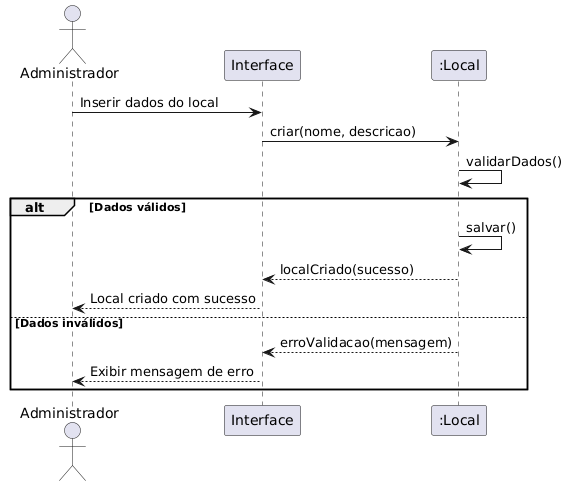 Administrador
Interface
:Local
Inserir dados do local
criar(nome, descricao)
validarDados()
alt
[Dados válidos]
salvar()
localCriado(sucesso)
Local criado com sucesso
[Dados inválidos]
erroValidacao(mensagem)
Exibir mensagem de erro
Administrador
Interface
:Local